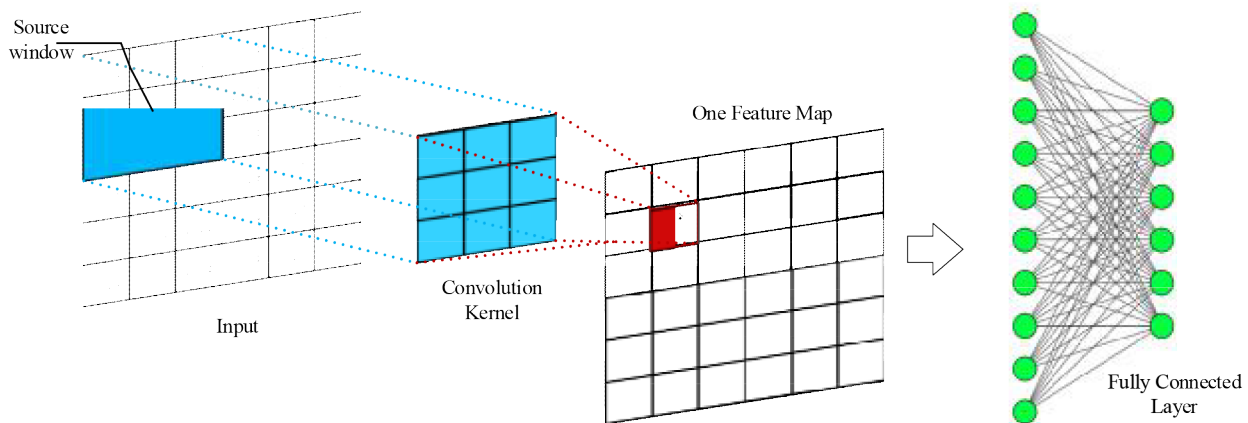 Source
window
One Feature Map
Convolution
Kernel
Input
Fully Connected
Layer